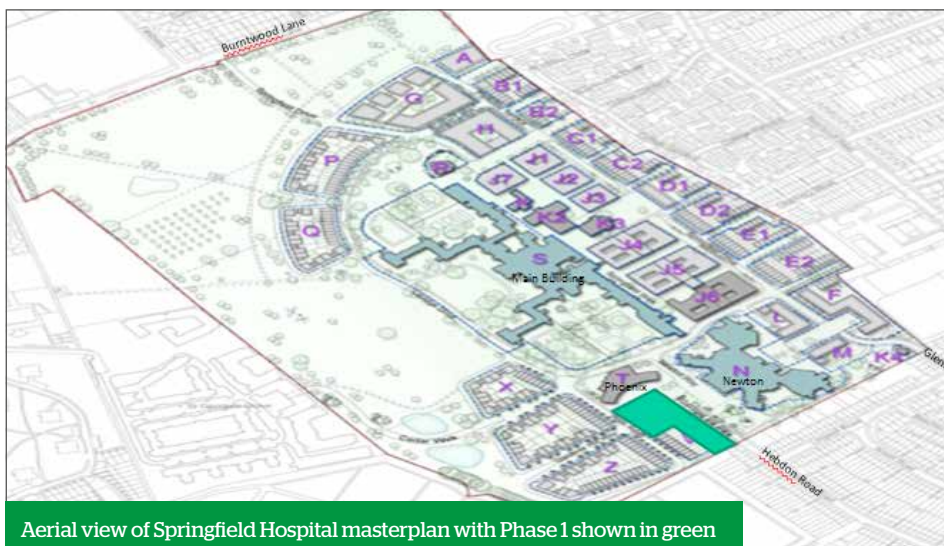 Burntwood Lane
A
B1
G
B2
H
C1
P
J1
C2
J7
J2
D1
J3
D2
K2
K3
E1
Q
J4
S
E2
Main Building
J5
J6
F
L
M
K4
Glen
T
N
Phoenix
Newton
X
Y
Z
Hebdon Road
Aerial view of Springfield Hospital masterplan with Phase 1 shown in green